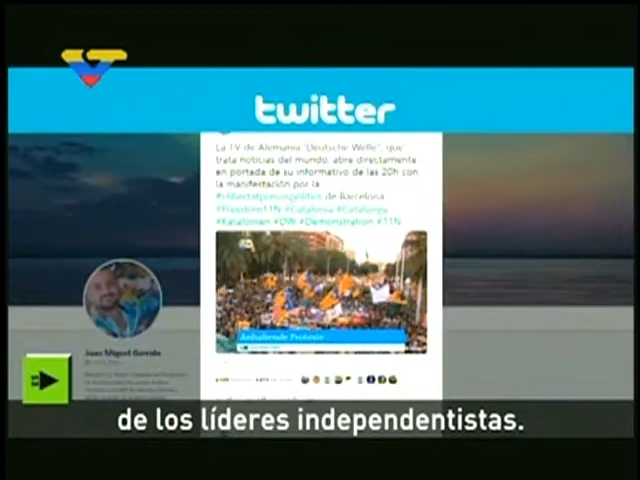 twitter
La TV de Alemania "Deutsche Welle", que
trata noticias del mundo, abre directamente
en portada de su informativo de las 20h con
la manifestación por la
de Barcelona
#Freedom11N #Catalonia #Catalunya
#Katalonien #DW #Demonstration #11N
Anhaltende Proteste
Juan Miguel Garrido
de los líderes independentistas.